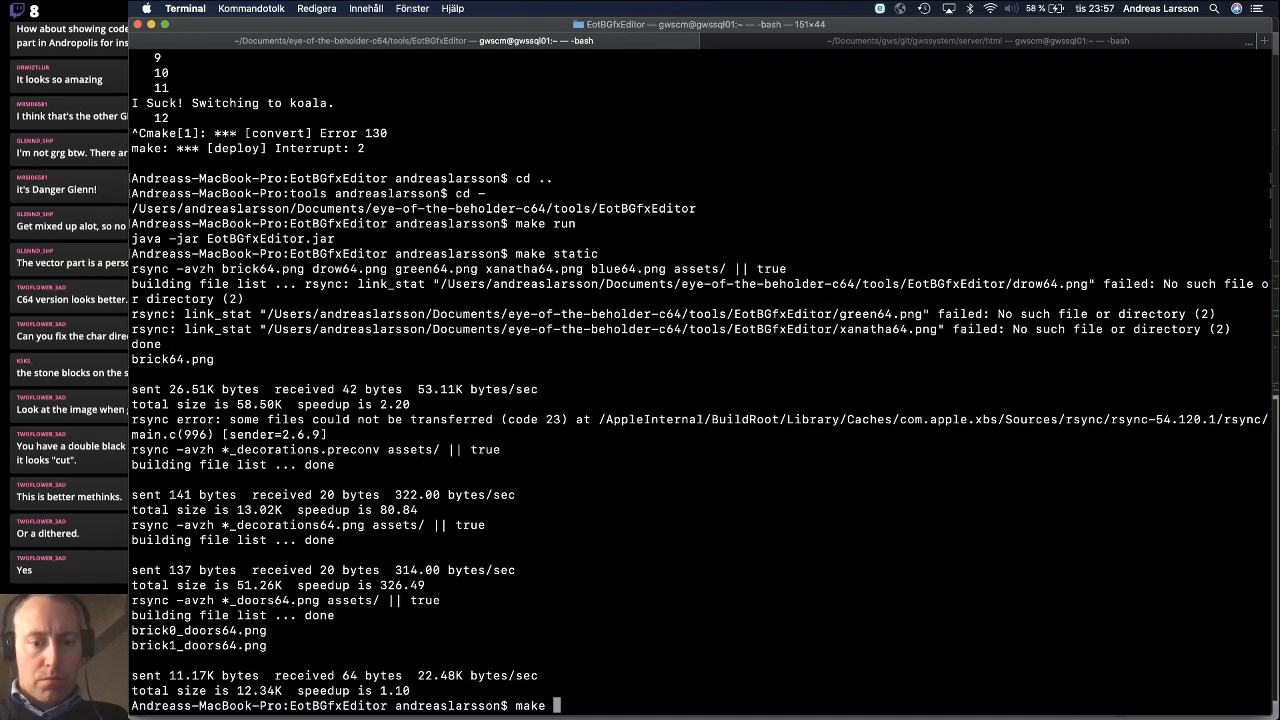 8
Terminal Kommandotolk Redigera Innehåll Fönster Hjälp
58 % tis 23:57 Andreas Larsson
EotBGfxEditor — gwscm@gwssql01:~ — -bash — 151×44
~/Documents/eye-of-the-beholder-c64/tools/EotBGfxEditor — gwscm@gwssql01:~ — -bash
~/Documents/gws/git/gwssystem/server/html — gwscm@gwssql01:~ — -bash
... +
How about showing code
part in Andropolis for ins
DRMIZTLUR
It looks so amazing
MRSID6581
I think that's the other Gl
GLENND_SHP
I'm not grg btw. There ar
MRSID6581
it's Danger Glenn!
GLENND_SHP
Get mixed up alot, so no
GLENND_SHP
The vector part is a perso
TWOFLOWER_3AD
C64 version looks better.
TWOFLOWER_3AD
Can you fix the char dire
KSKS_
the stone blocks on the s
TWOFLOWER_3AD
Look at the image when
TWOFLOWER_3AD
You have a double black
it looks "cut".
TWOFLOWER_3AD
This is better methinks.
TWOFLOWER_3AD
Or a dithered.
TWOFLOWER_3AD
Yes
9
10
11
I Suck! Switching to koala.
12
^Cmake[1]: *** [convert] Error 130
make: *** [deploy] Interrupt: 2
Andreass-MacBook-Pro:EotBGfxEditor andreaslarsson$ cd ..
Andreass-MacBook-Pro:tools andreaslarsson$ cd -
/Users/andreaslarsson/Documents/eye-of-the-beholder-c64/tools/EotBGfxEditor
Andreass-MacBook-Pro:EotBGfxEditor andreaslarsson$ make run
java -jar EotBGfxEditor.jar
Andreass-MacBook-Pro:EotBGfxEditor andreaslarsson$ make static
rsync -avzh brick64.png drow64.png green64.png xanatha64.png blue64.png assets/ || true
building file list ... rsync: link_stat "/Users/andreaslarsson/Documents/eye-of-the-beholder-c64/tools/EotBGfxEditor/drow64.png" failed: No such file o
r directory (2)
rsync: link_stat "/Users/andreaslarsson/Documents/eye-of-the-beholder-c64/tools/EotBGfxEditor/green64.png" failed: No such file or directory (2)
rsync: link_stat "/Users/andreaslarsson/Documents/eye-of-the-beholder-c64/tools/EotBGfxEditor/xanatha64.png" failed: No such file or directory (2)
done
brick64.png
sent 26.51K bytes  received 42 bytes  53.11K bytes/sec
total size is 58.50K  speedup is 2.20
rsync error: some files could not be transferred (code 23) at /AppleInternal/BuildRoot/Library/Caches/com.apple.xbs/Sources/rsync/rsync-54.120.1/rsync/
main.c(996) [sender=2.6.9]
rsync -avzh *_decorations.preconv assets/ || true
building file list ... done
sent 141 bytes  received 20 bytes  322.00 bytes/sec
total size is 13.02K  speedup is 80.84
rsync -avzh *_decorations64.png assets/ || true
building file list ... done
sent 137 bytes  received 20 bytes  314.00 bytes/sec
total size is 51.26K  speedup is 326.49
rsync -avzh *_doors64.png assets/ || true
building file list ... done
brick0_doors64.png
brick1_doors64.png
sent 11.17K bytes  received 64 bytes  22.48K bytes/sec
total size is 12.34K  speedup is 1.10
Andreass-MacBook-Pro:EotBGfxEditor andreaslarsson$ make